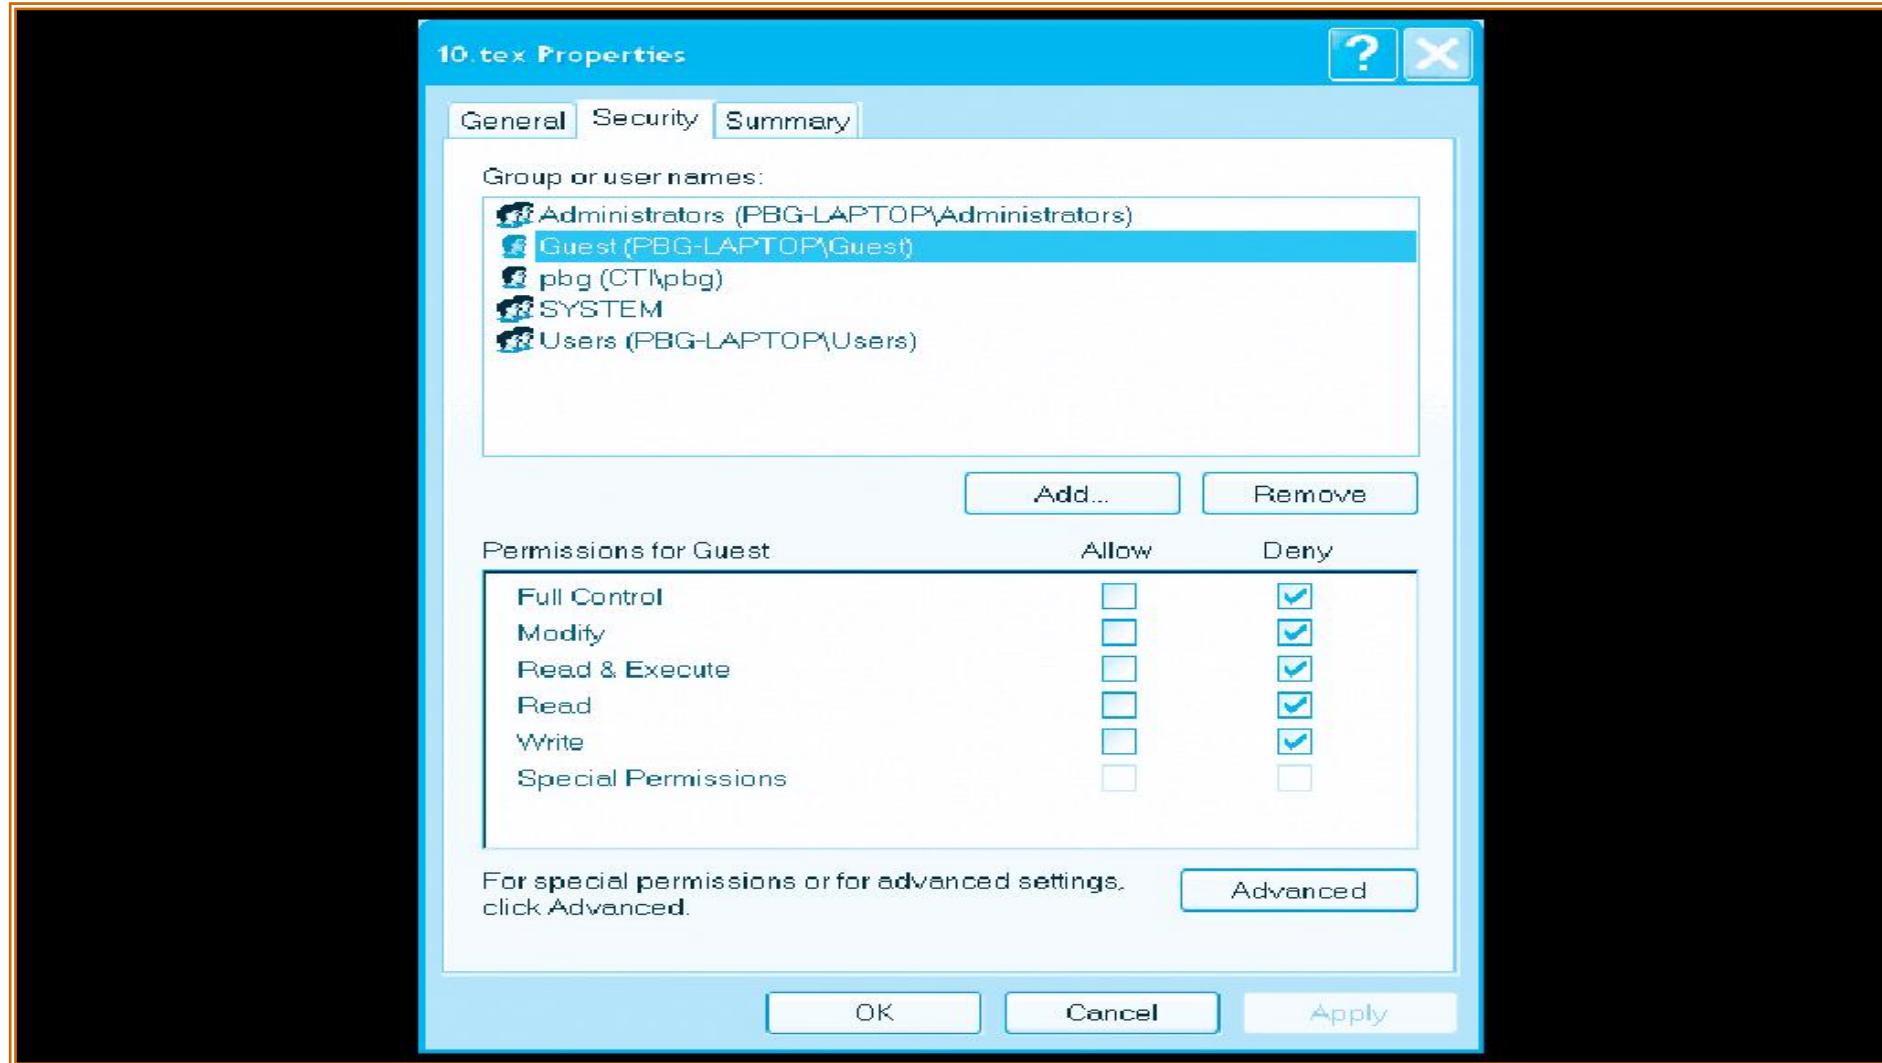 10.tex Properties
General Security Summary
Group or user names:
Administrators (PBG-LAPTOP\Administrators)
Guest (PBG-LAPTOP\Guest)
pbg (CTI\pbg)
SYSTEM
Users (PBG-LAPTOP\Users)
Add... Remove
Permissions for Guest Allow Deny
Full Control
Modify
Read & Execute
Read
Write
Special Permissions
For special permissions or for advanced settings,
click Advanced.
Advanced
OK Cancel Apply